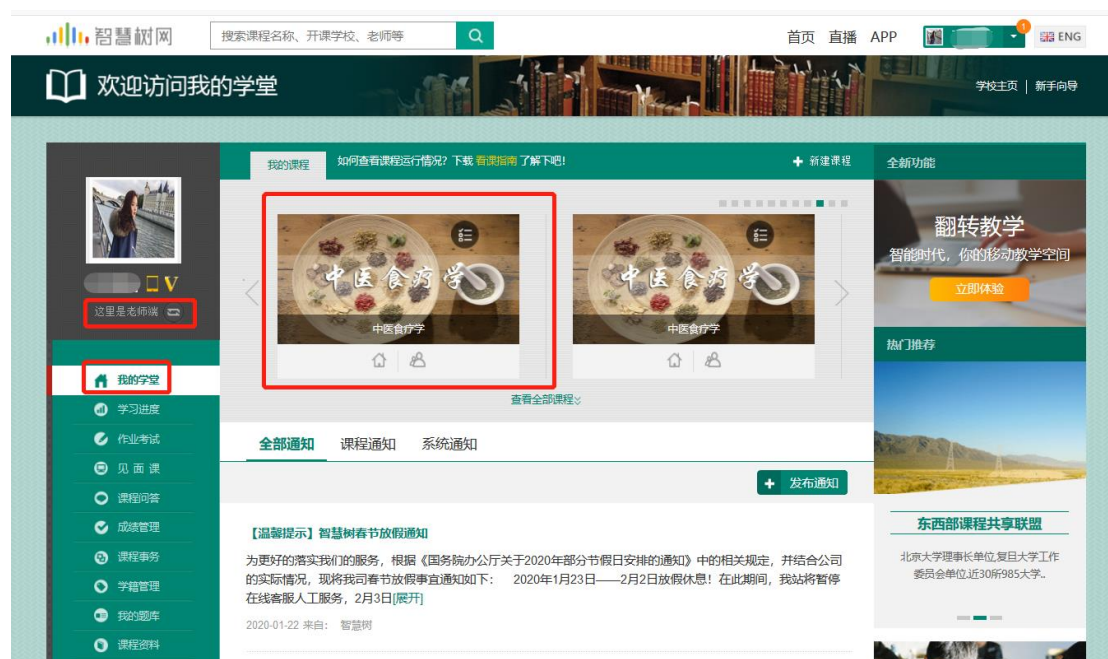 智慧树网
搜索课程名称、开课学校、老师等
首页 直播 APP
1
ENG
欢迎访问我的学堂
学校主页 | 新手向导
我的课程
如何查看课程运行情况？下载 看课指南 了解下吧！
+ 新建课程
全新功能
中医食疗学
中医食疗学
中医食疗学
中医食疗学
翻转教学
智能时代，你的移动教学空间
立即体验
V
这里是老师端
热门推荐
我的学堂
学习进度
作业考试
见 面 课
课程问答
成绩管理
课程事务
学籍管理
我的题库
课程资料
查看全部课程
全部通知 课程通知 系统通知
+ 发布通知
【温馨提示】智慧树春节放假通知
为更好的落实我们的服务，根据《国务院办公厅关于2020年部分节假日安排的通知》中的相关规定，并结合公司
的实际情况，现将我司春节放假事宜通知如下： 2020年1月23日——2月2日放假休息！在此期间，我站将暂停
在线客服人工服务，2月3日[展开]
2020-01-22 来自： 智慧树
东西部课程共享联盟
北京大学理事长单位,复旦大学工作
委员会单位,近30所985大学..